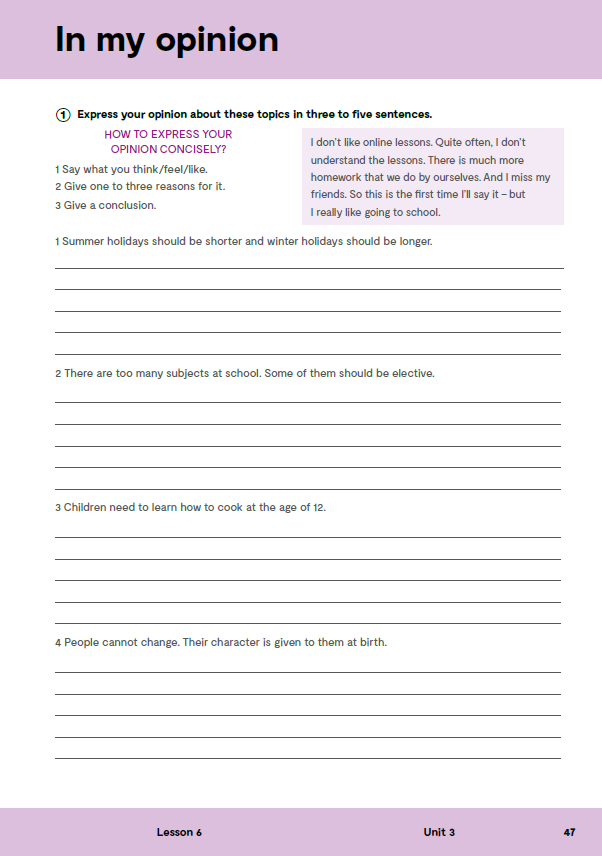 In my opinion
1 Express your opinion about these topics in three to five sentences.
HOW TO EXPRESS YOUR
OPINION CONCISELY?
1 Say what you think/feel/like.
2 Give one to three reasons for it.
3 Give a conclusion.
I don't like online lessons. Quite often, I don't
understand the lessons. There is much more
homework that we do by ourselves. And I miss my
friends. So this is the first time I'll say it – but
I really like going to school.
1 Summer holidays should be shorter and winter holidays should be longer.
2 There are too many subjects at school. Some of them should be elective.
3 Children need to learn how to cook at the age of 12.
4 People cannot change. Their character is given to them at birth.
Lesson 6 Unit 3 47